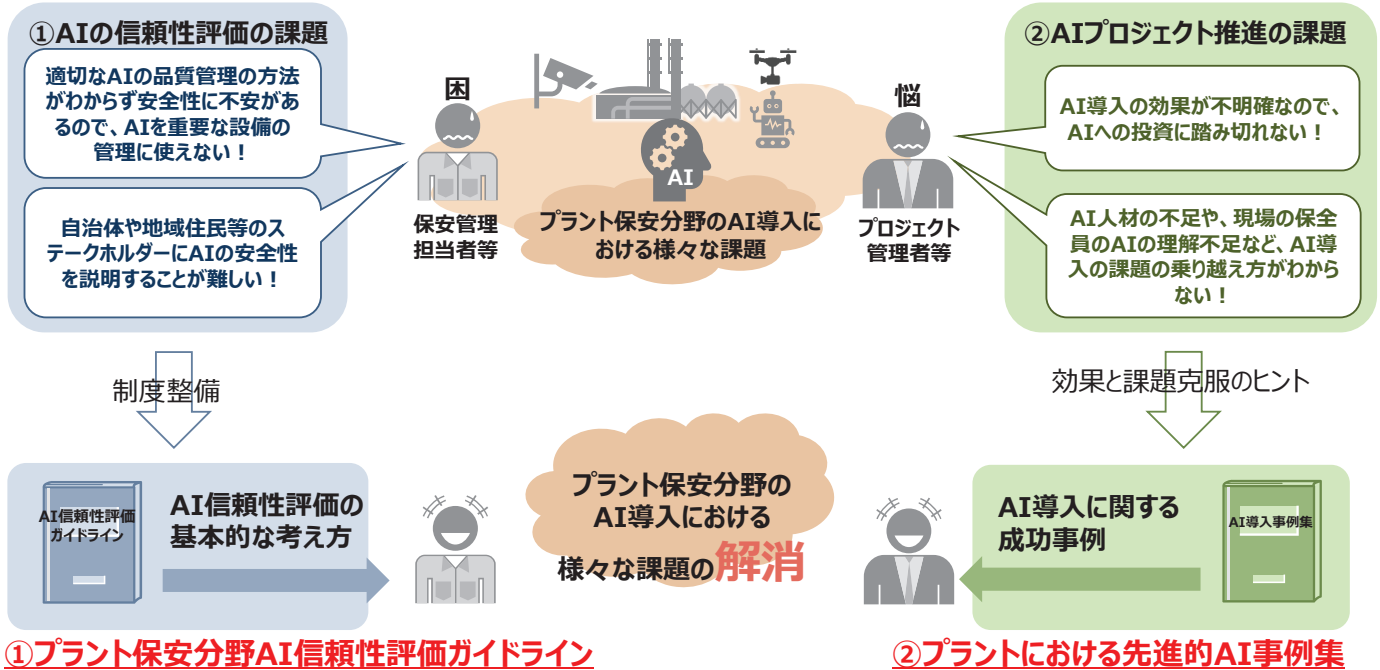 ①AIの信頼性評価の課題
適切なAIの品質管理の方法
がわからず安全性に不安があ
るので、AIを重要な設備の
管理に使えない！
自治体や地域住民等のス
テークホルダーにAIの安全性
を説明することが難しい！
困
保安管理
担当者等
AI
プラント保安分野のAI導入に
おける様々な課題
悩
プロジェクト
管理者等
②AIプロジェクト推進の課題
AI導入の効果が不明確なので、
AIへの投資に踏み切れない！
AI人材の不足や、現場の保全
員のAIの理解不足など、AI導
入の課題の乗り越え方がわから
ない！
制度整備
効果と課題克服のヒント
AI信頼性評価
ガイドライン
AI信頼性評価の
基本的な考え方
プラント保安分野の
AI導入における
様々な課題の解消
AI導入に関する
成功事例
AI導入事例集
①プラント保安分野AI信頼性評価ガイドライン
②プラントにおける先進的AI事例集